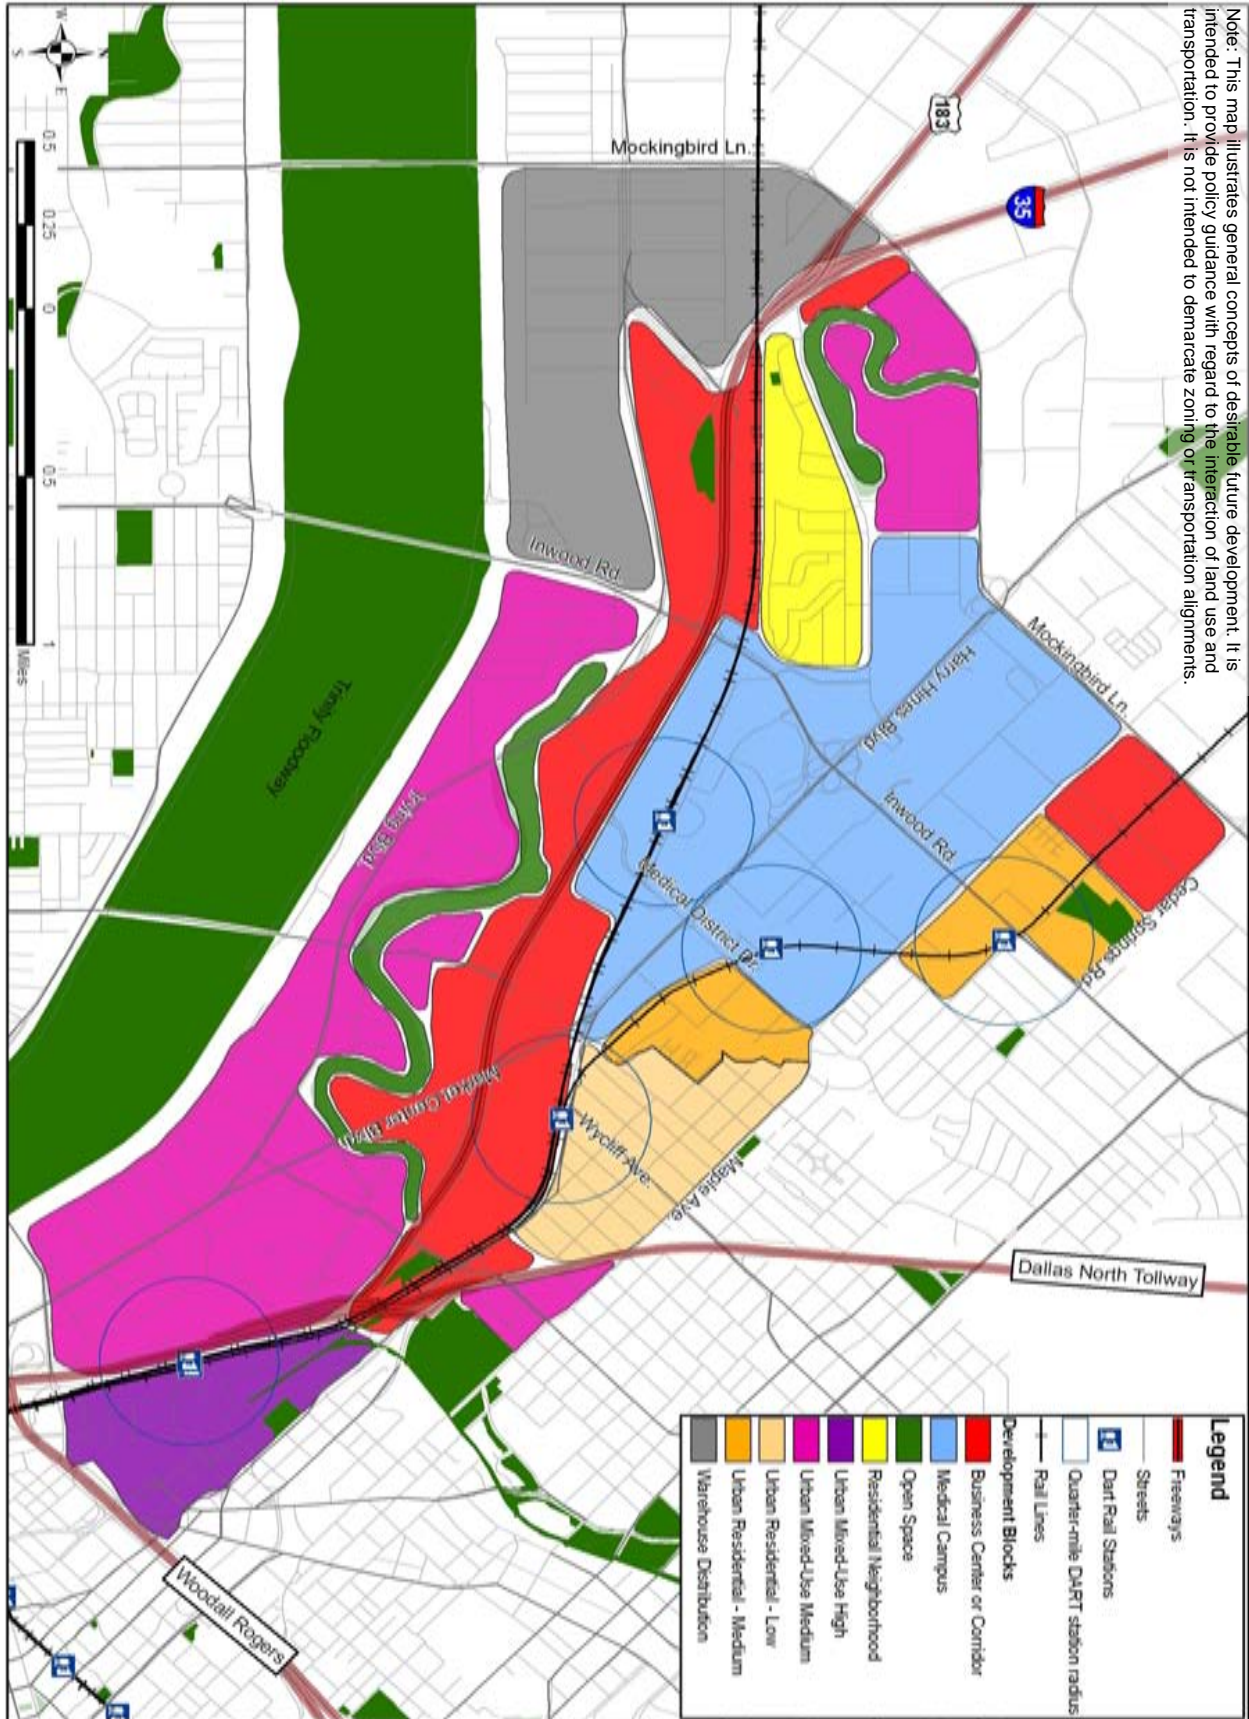 Note: This map illustrates general concepts of desirable future development. It is
intended to provide policy guidance with regard to the interaction of land use and
transportation. It is not intended to demarcate zoning or transportation alignments.
183
35
Mockingbird Ln.
Mockingbird Ln.
Inwood Rd.
Inwood Rd.
Harry Hines Blvd
Cedar Springs Rd.
Medical District Dr.
Irving Blvd.
Trinity Floodway
Market Center Blvd.
Wycliff Ave.
Maple Ave.
Dallas North Tollway
Woodall Rogers
N
W
E
S
0.5
0.25
0
0.5
1
Miles
Legend
Freeways
Streets
Dart Rail Stations
Quarter-mile DART station radius
Rail Lines
Development Blocks
Business Center or Corridor
Medical Campus
Open Space
Residential Neighborhood
Urban Mixed-Use High
Urban Mixed-Use Medium
Urban Residential - Low
Urban Residential - Medium
Warehouse Distribution